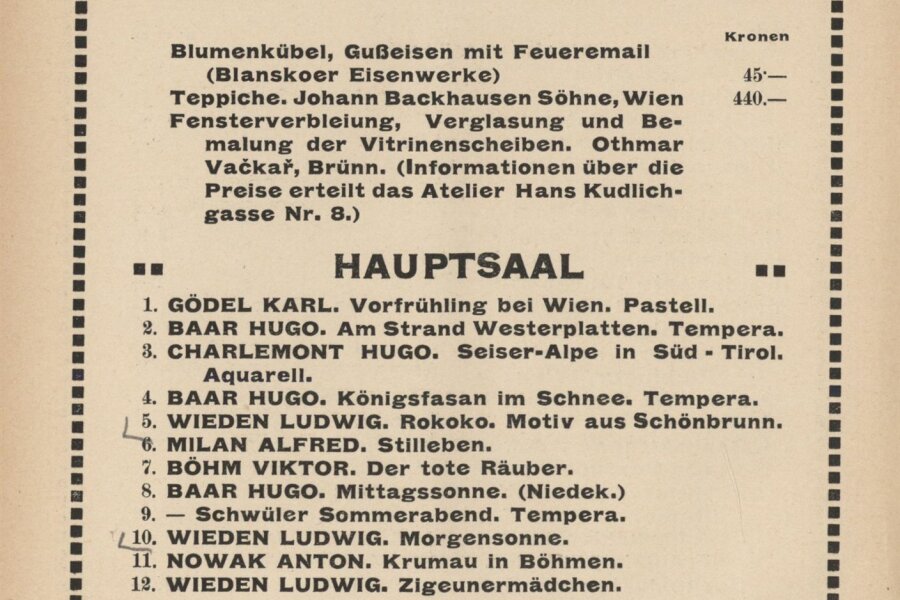 Kronen
Blumenkübel, Gußeisen mit Feueremail
(Blanskoer Eisenwerke) 45·—
Teppiche. Johann Backhausen Söhne, Wien 440.—
Fensterverbleiung, Verglasung und Be-
malung der Vitrinenscheiben. Othmar
Vačkař, Brünn. (Informationen über die
Preise erteilt das Atelier Hans Kudlich-
gasse Nr. 8.)
HAUPTSAAL
1. GÖDEL KARL. Vorfrühling bei Wien. Pastell.
2. BAAR HUGO. Am Strand Westerplatten. Tempera.
3. CHARLEMONT HUGO. Seiser-Alpe in Süd - Tirol.
Aquarell.
4. BAAR HUGO. Königsfasan im Schnee. Tempera.
5. WIEDEN LUDWIG. Rokoko. Motiv aus Schönbrunn.
6. MILAN ALFRED. Stilleben.
7. BÖHM VIKTOR. Der tote Räuber.
8. BAAR HUGO. Mittagssonne. (Niedek.)
9. — Schwüler Sommerabend. Tempera.
10. WIEDEN LUDWIG. Morgensonne.
11. NOWAK ANTON. Krumau in Böhmen.
12. WIEDEN LUDWIG. Zigeunermädchen.